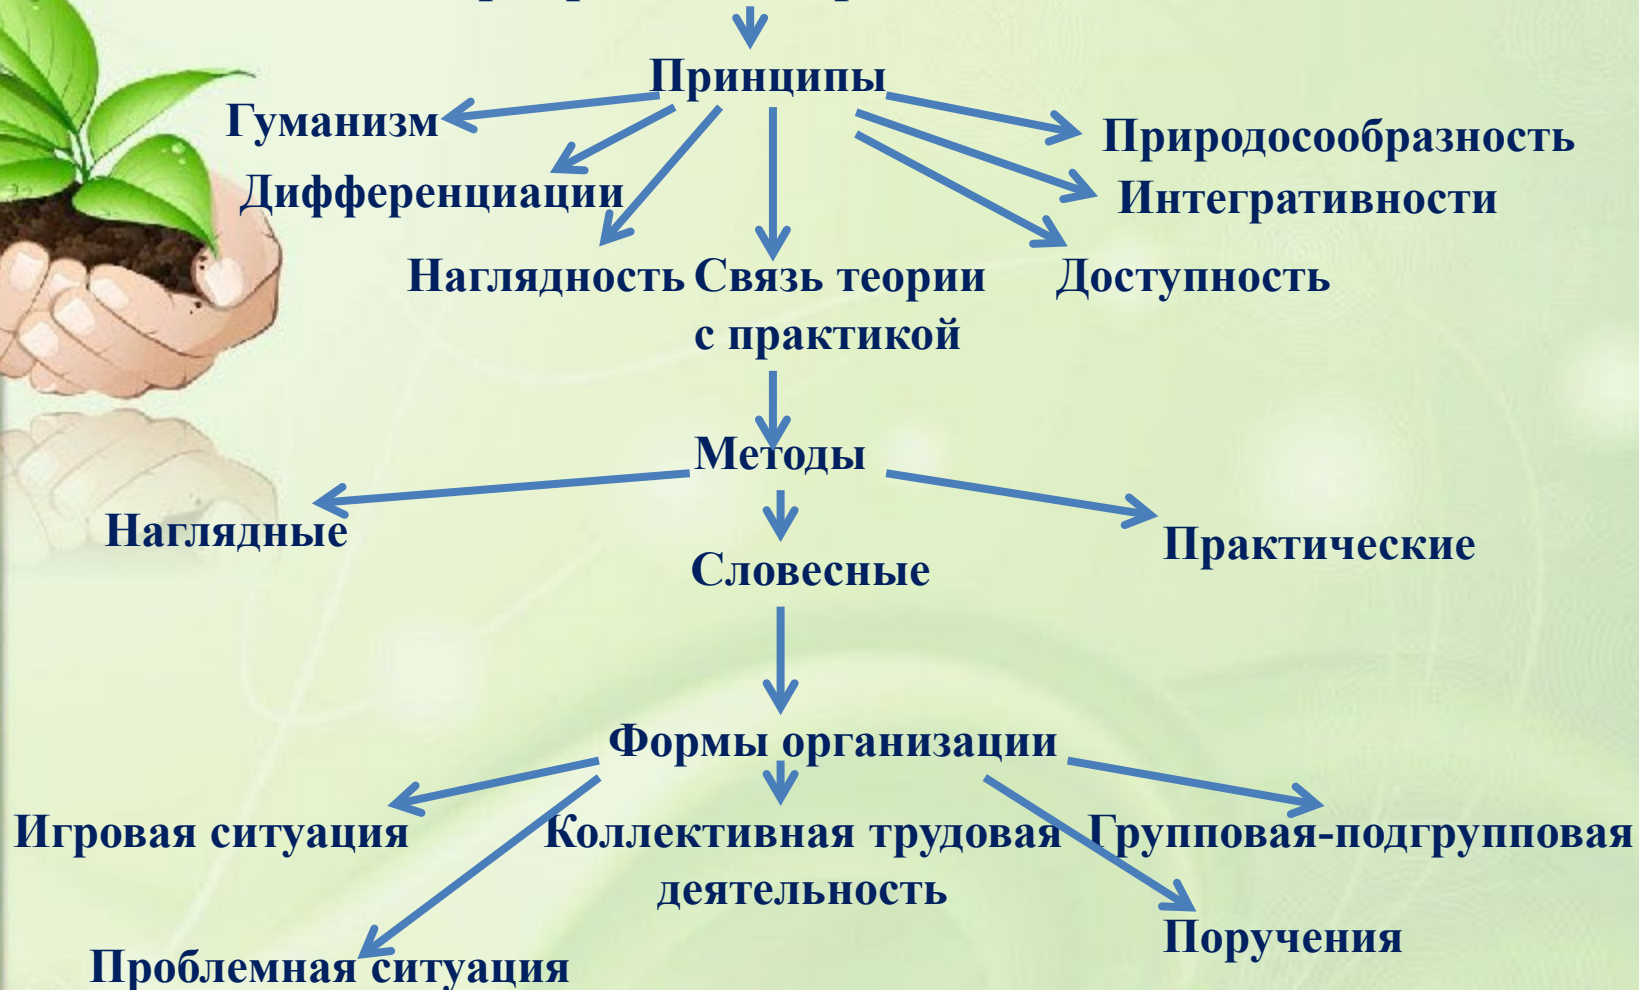 Принципы
Гуманизм
Природосообразность
Дифференциации
Интегративности
Наглядность
Связь теории
с практикой
Доступность
Методы
Наглядные
Словесные
Практические
Формы организации
Игровая ситуация
Коллективная трудовая
деятельность
Групповая-подгрупповая
Поручения
Проблемная ситуация